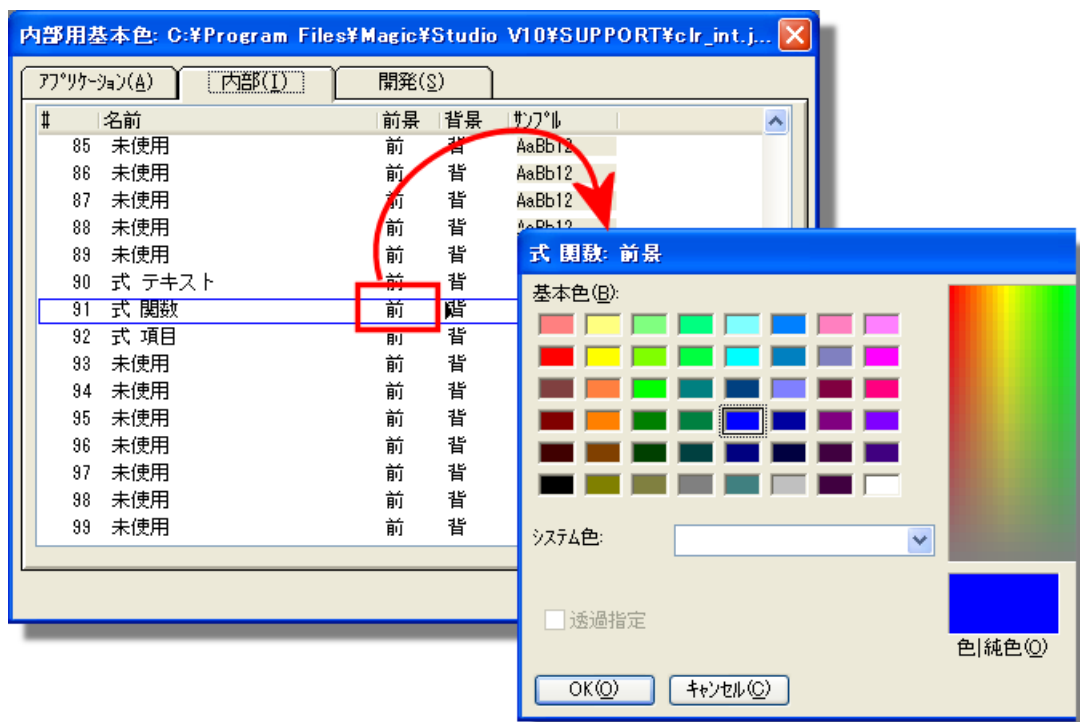 内部用基本色: C:¥Program Files¥Magic¥Studio V10¥SUPPORT¥clr_int.j...
アプリケーション(A) 内部(I) 開発(S)
# 名前 前景 背景 サンプル
85 未使用 前 背 AaBb12
86 未使用 前 背 AaBb12
87 未使用 前 背 AaBb12
88 未使用 前 背 AaBb12
89 未使用 前 背
90 式 テキスト 前 背
91 式 関数 前 背
92 式 項目 前 背
93 未使用 前 背
94 未使用 前 背
95 未使用 前 背
96 未使用 前 背
97 未使用 前 背
98 未使用 前 背
99 未使用 前 背
式 関数: 前景
基本色(B):
システム色:
透過指定
色|純色(O)
OK(O) キャンセル(C)